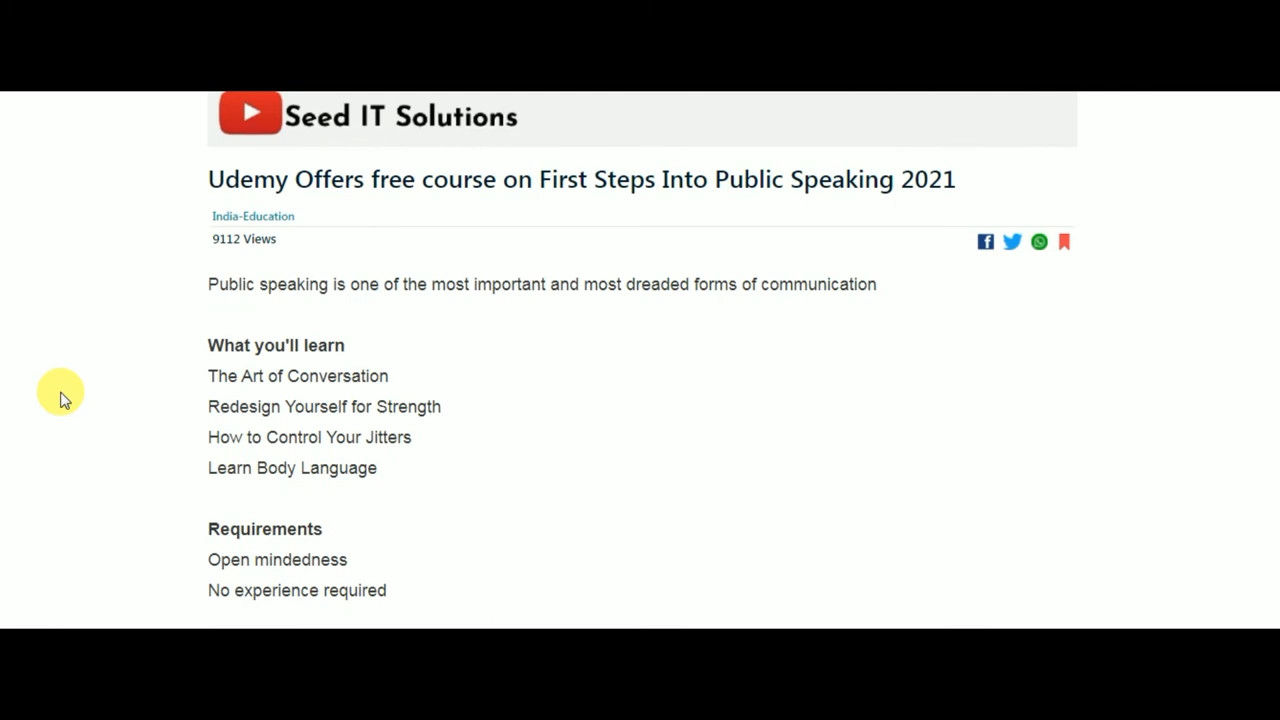 Seed IT Solutions
Udemy Offers free course on First Steps Into Public Speaking 2021
India-Education
9112 Views
Public speaking is one of the most important and most dreaded forms of communication
What you'll learn
The Art of Conversation
Redesign Yourself for Strength
How to Control Your Jitters
Learn Body Language
Requirements
Open mindedness
No experience required